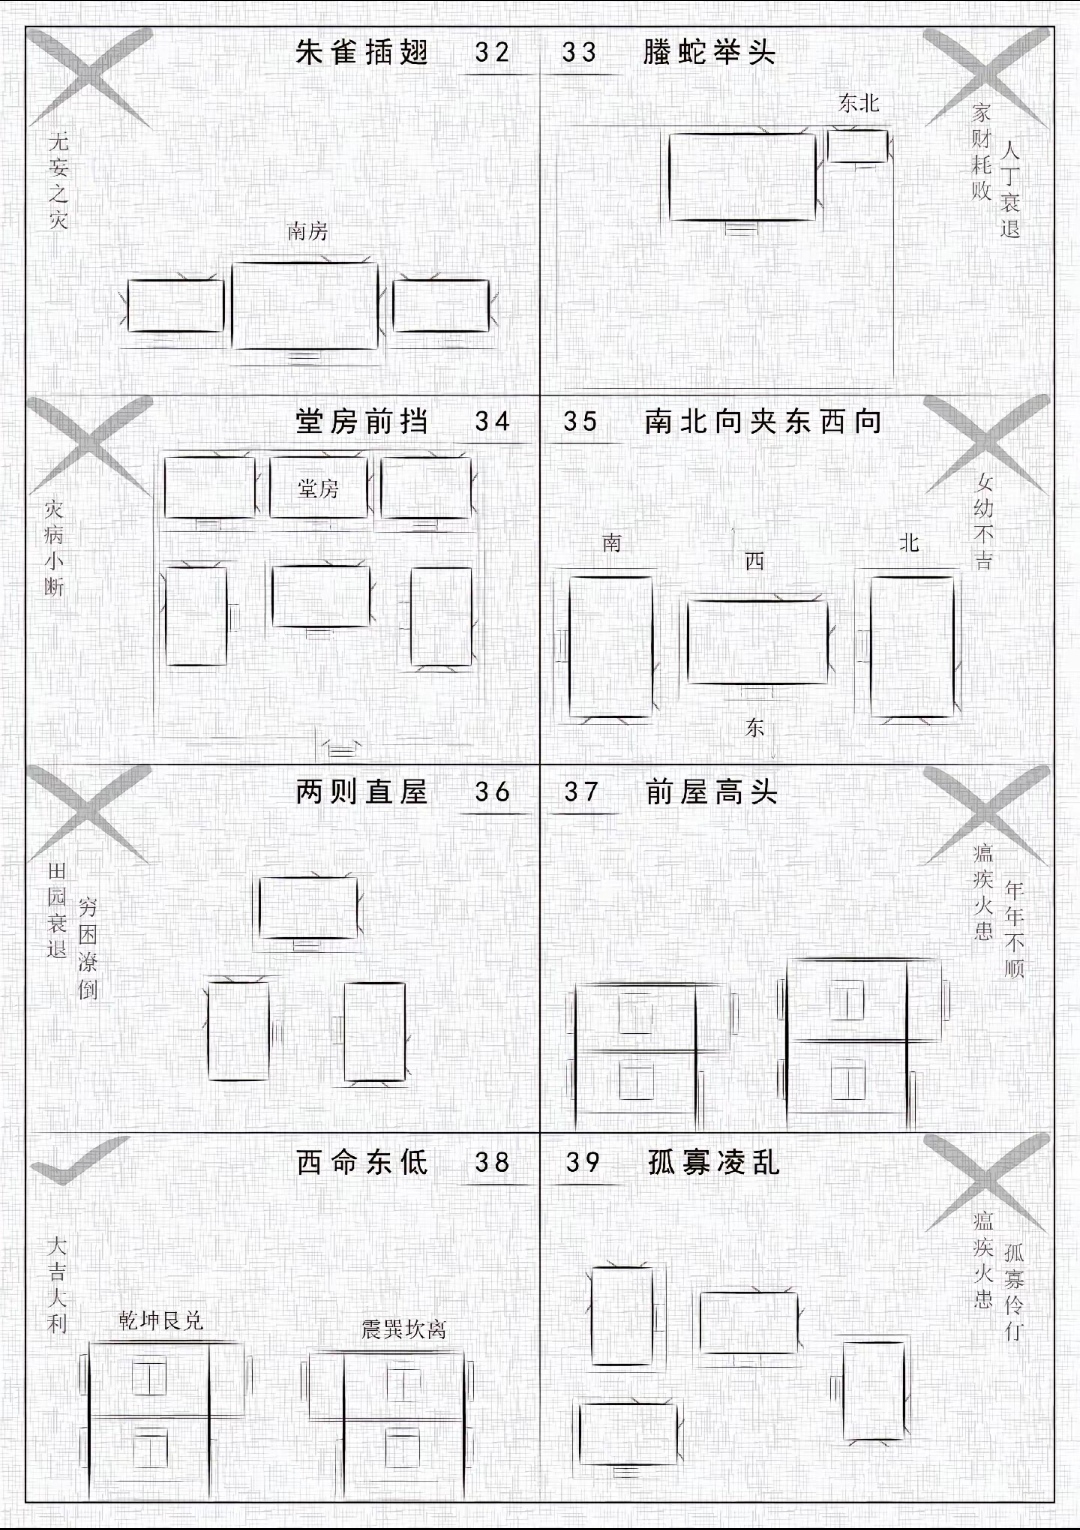 朱雀插翅 32
无妄之灾
南房
33 螣蛇举头
东北
家财耗败
人丁衰退
堂房前挡 34
灾病小断
堂房
35 南北向夹东西向
女幼不吉
南
西
北
东
两则直屋 36
田园衰退
穷困潦倒
37 前屋高头
瘟疾火患
年年不顺
西命东低 38
大吉大利
乾坤艮兑
震巽坎离
39 孤寡凌乱
瘟疾火患
孤寡伶仃